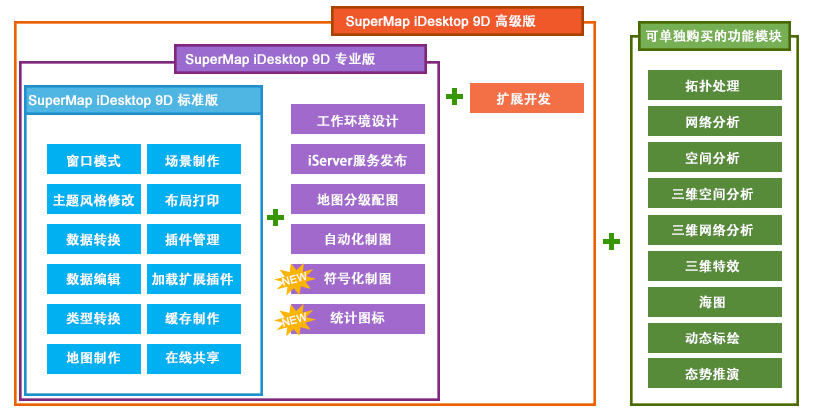 SuperMap iDesktop 9D 高级版
SuperMap iDesktop 9D 专业版
SuperMap iDesktop 9D 标准版
窗口模式
场景制作
主题风格修改
布局打印
数据转换
插件管理
数据编辑
加载扩展插件
类型转换
缓存制作
地图制作
在线共享
工作环境设计
iServer服务发布
地图分级配图
自动化制图
NEW
符号化制图
NEW
统计图标
扩展开发
可单独购买的功能模块
拓扑处理
网络分析
空间分析
三维空间分析
三维网络分析
三维特效
海图
动态标绘
态势推演